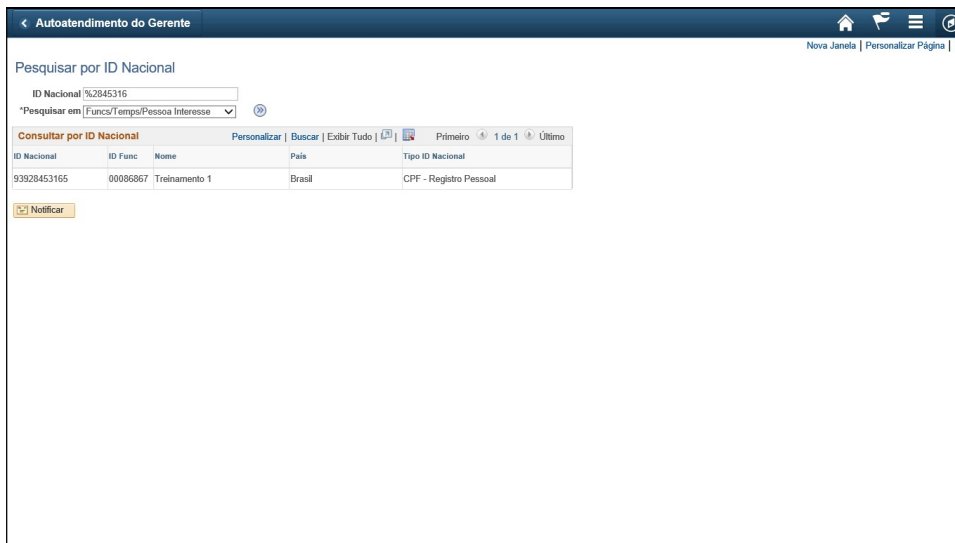 Autoatendimento do Gerente
Nova Janela | Personalizar Página |
Pesquisar por ID Nacional
ID Nacional %2845316
*Pesquisar em Funcs/Temps/Pessoa Interesse
Consultar por ID Nacional Personalizar | Buscar | Exibir Tudo | | Primeiro 1 de 1 Último
ID Nacional ID Func Nome País Tipo ID Nacional
93928453165 00086867 Treinamento 1 Brasil CPF - Registro Pessoal
Notificar